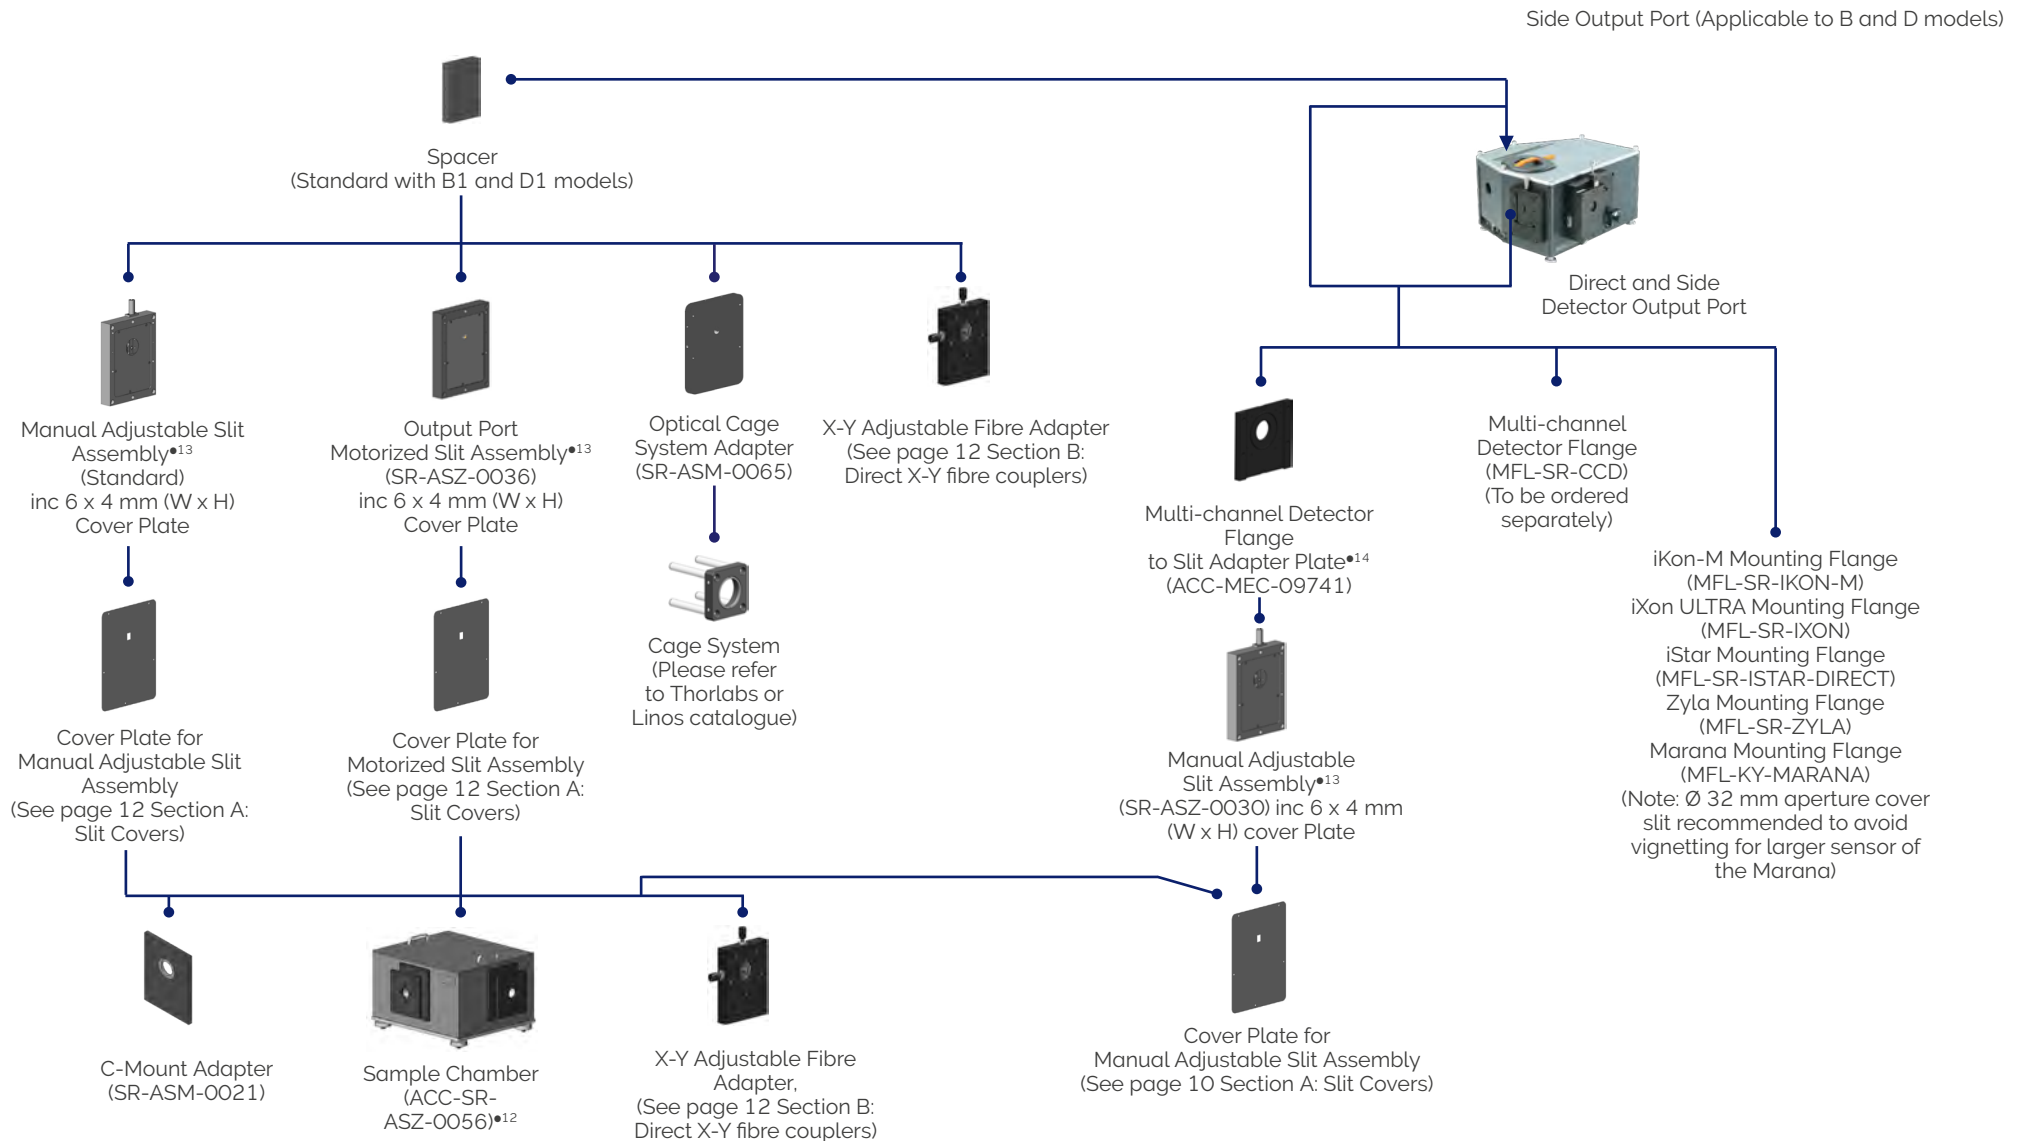 Side Output Port (Applicable to B and D models)
Spacer
(Standard with B1 and D1 models)
Direct and Side
Detector Output Port
Manual Adjustable Slit
Assembly●13
(Standard)
inc 6 x 4 mm (W x H)
Cover Plate
Output Port
Motorized Slit Assembly●13
(SR-ASZ-0036)
inc 6 x 4 mm (W x H)
Cover Plate
Optical Cage
System Adapter
(SR-ASM-0065)
X-Y Adjustable Fibre Adapter
(See page 12 Section B:
Direct X-Y fibre couplers)
Multi-channel Detector
Flange
to Slit Adapter Plate●14
(ACC-MEC-09741)
Multi-channel
Detector Flange
(MFL-SR-CCD)
(To be ordered
separately)
iKon-M Mounting Flange
(MFL-SR-IKON-M)
iXon ULTRA Mounting Flange
(MFL-SR-IXON)
iStar Mounting Flange
(MFL-SR-ISTAR-DIRECT)
Zyla Mounting Flange
(MFL-SR-ZYLA)
Marana Mounting Flange
(MFL-KY-MARANA)
(Note: Ø 32 mm aperture cover
slit recommended to avoid
vignetting for larger sensor of
the Marana)
Cage System
(Please refer
to Thorlabs or
Linos catalogue)
Cover Plate for
Manual Adjustable Slit
Assembly
(See page 12 Section A:
Slit Covers)
Cover Plate for
Motorized Slit Assembly
(See page 12 Section A:
Slit Covers)
Manual Adjustable
Slit Assembly●13
(SR-ASZ-0030) inc 6 x 4 mm
(W x H) cover Plate
C-Mount Adapter
(SR-ASM-0021)
Sample Chamber
(ACC-SR-
ASZ-0056)●12
X-Y Adjustable Fibre
Adapter,
(See page 12 Section B:
Direct X-Y fibre couplers)
Cover Plate for
Manual Adjustable Slit Assembly
(See page 10 Section A: Slit Covers)